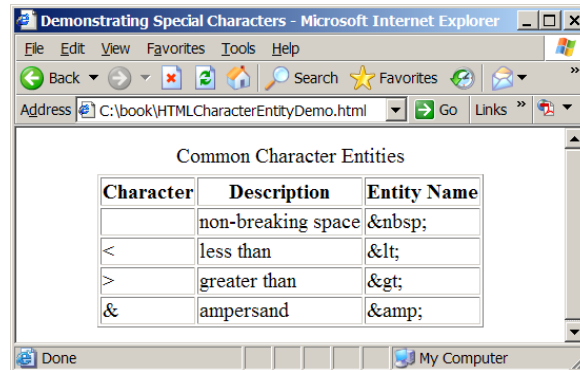 Demonstrating Special Characters - Microsoft Internet Explorer
File Edit View Favorites Tools Help
Back Search Favorites »
Address C:\book\HTMLCharacterEntityDemo.html Go Links »
Common Character Entities
Character Description Entity Name
non-breaking space &nbsp;
< less than &lt;
> greater than &gt;
& ampersand &amp;
Done My Computer